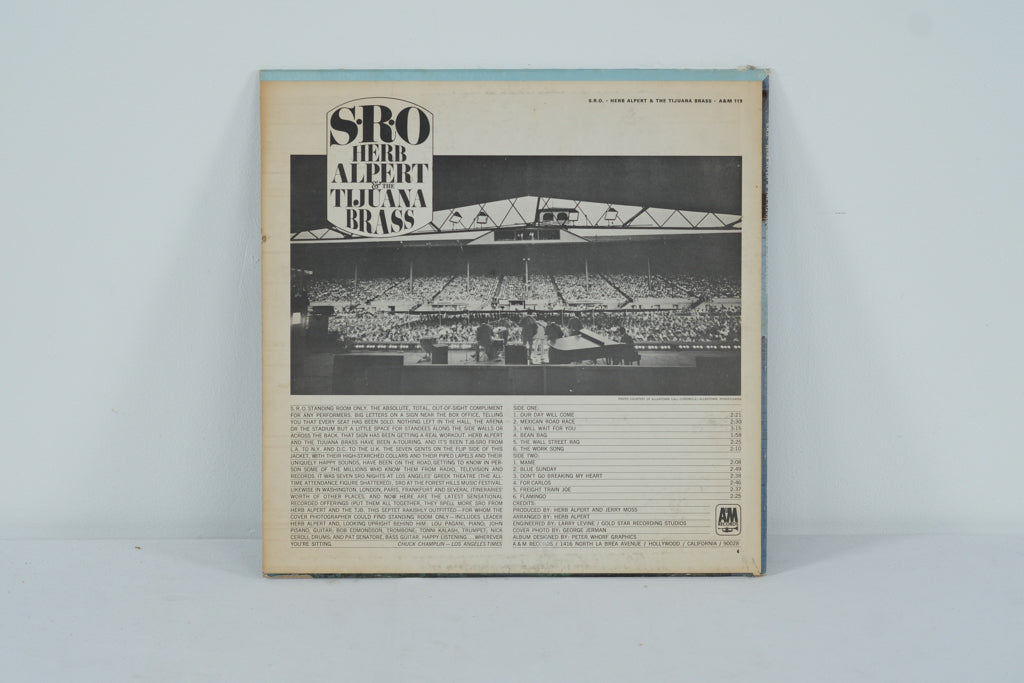 S.R.O. · HERB ALPERT & THE TIJUANA BRASS · A&M 119
S·R·O
HERB
ALPERT
& THE
TIJUANA
BRASS
PHOTO COURTESY OF ALLENTOWN CALL-CHRONICLE/ALLENTOWN, PENNSYLVANIA
S.R.O. STANDING ROOM ONLY. THE ABSOLUTE, TOTAL, OUT-OF-SIGHT COMPLIMENT
FOR ANY PERFORMERS. BIG LETTERS ON A SIGN NEAR THE BOX OFFICE, TELLING
YOU THAT EVERY SEAT HAS BEEN SOLD. NOTHING LEFT IN THE HALL, THE ARENA
OR THE STADIUM BUT A LITTLE SPACE FOR STANDEES ALONG THE SIDE WALLS OR
ACROSS THE BACK. THAT SIGN HAS BEEN GETTING A REAL WORKOUT. HERB ALPERT
AND THE TIJUANA BRASS HAVE BEEN A-TOURING, AND IT'S BEEN TJB-SRO FROM
L.A. TO N.Y. AND D.C. TO THE U.K. THE SEVEN GENTS ON THE FLIP SIDE OF THIS
JACKET, WITH THEIR HIGH-STARCHED COLLARS AND THEIR PIPED LAPELS AND THEIR
UNIQUELY HAPPY SOUNDS, HAVE BEEN ON THE ROAD, GETTING TO KNOW IN PER-
SON SOME OF THE MILLIONS WHO KNOW THEM FROM RADIO, TELEVISION AND
RECORDS. IT WAS SEVEN SRO NIGHTS AT LOS ANGELES' GREEK THEATRE (THE ALL-
TIME ATTENDANCE FIGURE SHATTERED), SRO AT THE FOREST HILLS MUSIC FESTIVAL.
LIKEWISE IN WASHINGTON, LONDON, PARIS, FRANKFURT AND SEVERAL ITINERARIES'
WORTH OF OTHER PLACES. AND NOW HERE ARE THE LATEST SENSATIONAL
RECORDED OFFERINGS (PUT THEM ALL TOGETHER, THEY SPELL MORE SRO) FROM
HERB ALPERT AND THE TJB. THIS SEPTET RAKISHLY OUTFITTED—FOR WHOM THE
COVER PHOTOGRAPHER COULD FIND STANDING ROOM ONLY—INCLUDES LEADER
HERB ALPERT AND, LOOKING UPRIGHT BEHIND HIM: LOU PAGANI, PIANO; JOHN
PISANO, GUITAR; BOB EDMONDSON, TROMBONE; TONNI KALASH, TRUMPET; NICK
CEROLI, DRUMS, AND PAT SENATORE, BASS GUITAR. HAPPY LISTENING... WHEREVER
YOU'RE SITTING. CHUCK CHAMPLIN—LOS ANGELES TIMES
SIDE ONE:
1. OUR DAY WILL COME 2:21
2. MEXICAN ROAD RACE 2:30
3. I WILL WAIT FOR YOU 3:15
4. BEAN BAG 1:58
5. THE WALL STREET RAG 2:25
6. THE WORK SONG 2:10
SIDE TWO:
1. MAME 2:08
2. BLUE SUNDAY 2:49
3. DON'T GO BREAKING MY HEART 2:38
4. FOR CARLOS 2:46
5. FREIGHT TRAIN JOE 2:37
6. FLAMINGO 2:25
CREDITS:
PRODUCED BY: HERB ALPERT AND JERRY MOSS
ARRANGED BY: HERB ALPERT
ENGINEERED BY: LARRY LEVINE / GOLD STAR RECORDING STUDIOS
COVER PHOTO BY: GEORGE JERMAN
ALBUM DESIGNED BY: PETER WHORF GRAPHICS
A&M RECORDS / 1416 NORTH LA BREA AVENUE / HOLLYWOOD / CALIFORNIA / 90028
A&M
RECORDS
4